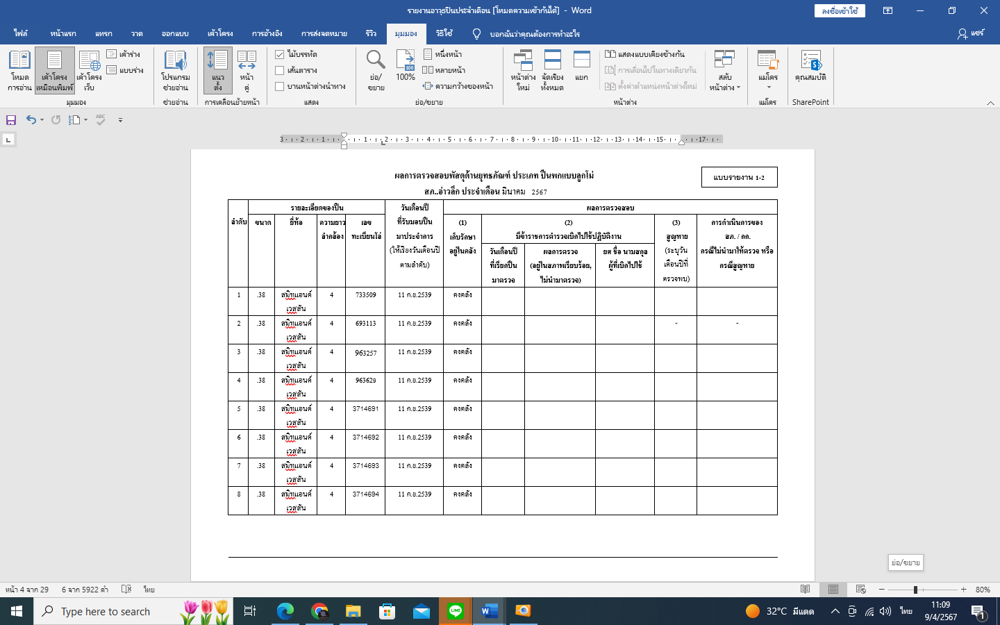 รายงานอาวุธปืนประจำเดือน [โหมดความเข้ากันได้] - Word
ลงชื่อเข้าใช้
ไฟล์ หน้าแรก แทรก วาด ออกแบบ เค้าโครง การอ้างอิง การส่งจดหมาย รีวิว มุมมอง วิธีใช้ บอกฉันว่าคุณต้องการทำอะไร แชร์
โหมดการอ่าน เค้าโครงเหมือนพิมพ์ เค้าโครงเว็บ เค้าร่าง แบบร่าง
มุมมอง
โปรแกรมช่วยอ่าน
ช่วยอ่าน
แนวตั้ง หน้าคู่
การเคลื่อนย้ายหน้า
ไม้บรรทัด
เส้นตาราง
บานหน้าต่างนำทาง
แสดง
ย่อ/ขยาย 100% หนึ่งหน้า
หลายหน้า
ความกว้างของหน้า
ย่อ/ขยาย
หน้าต่างใหม่ จัดเรียงทั้งหมด แยก
แสดงแบบเคียงข้างกัน
การเลื่อนไปในทางเดียวกัน
ตั้งค่าตำแหน่งหน้าต่างใหม่
สลับหน้าต่าง
หน้าต่าง
แมโคร
แมโคร
คุณสมบัติ
SharePoint
ABC
3 2 1 1 2 3 4 5 6 7 8 9 10 11 12 13 14 15 17
ผลการตรวจสอบพัสดุด้านยุทธภัณฑ์ ประเภท ปืนพกแบบลูกโม่
แบบรายงาน 1-2
สภ..อ่าวลึก ประจำเดือน มีนาคม 2567
ลำดับ
รายละเอียดของปืน
ขนาด ยี่ห้อ ความยาวลำกล้อง เลขทะเบียนโล่
วันเดือนปี
ที่รับมอบปืน
มาประจำการ
(ให้เรียงวันเดือนปี
ตามลำดับ)
ผลการตรวจสอบ
(1)
เก็บรักษา
อยู่ในคลัง
(2)
มีข้าราชการตำรวจเบิกไปใช้ปฏิบัติงาน
วันเดือนปี
ที่เรียกปืน
มาตรวจ
ผลการตรวจ
(อยู่ในสภาพเรียบร้อย,
ไม่นำมาตรวจ)
ยศ ชื่อ นามสกุล
ผู้ที่เบิกไปใช้
(3)
สูญหาย
(ระบุวัน
เดือนปีที่
ตรวจพบ)
การดำเนินการของ
สภ. / กก.
กรณีไม่นำมาให้ตรวจ หรือ
กรณีสูญหาย
1 .38 สมิทแอนด์เวสสัน 4 733509 11 ก.ย.2539 คงคลัง
2 .38 สมิทแอนด์เวสสัน 4 693113 11 ก.ย.2539 คงคลัง - -
3 .38 สมิทแอนด์เวสสัน 4 963257 11 ก.ย.2539 คงคลัง
4 .38 สมิทแอนด์เวสสัน 4 963629 11 ก.ย.2539 คงคลัง
5 .38 สมิทแอนด์เวสสัน 4 3714691 11 ก.ย.2539 คงคลัง
6 .38 สมิทแอนด์เวสสัน 4 3714692 11 ก.ย.2539 คงคลัง
7 .38 สมิทแอนด์เวสสัน 4 3714693 11 ก.ย.2539 คงคลัง
8 .38 สมิทแอนด์เวสสัน 4 3714694 11 ก.ย.2539 คงคลัง
ย่อ/ขยาย
หน้า 4 จาก 29 6 จาก 5922 คำ ไทย 80%
Type here to search
LINE
32°C มีแดด
ไทย
11:09
9/4/2567
1